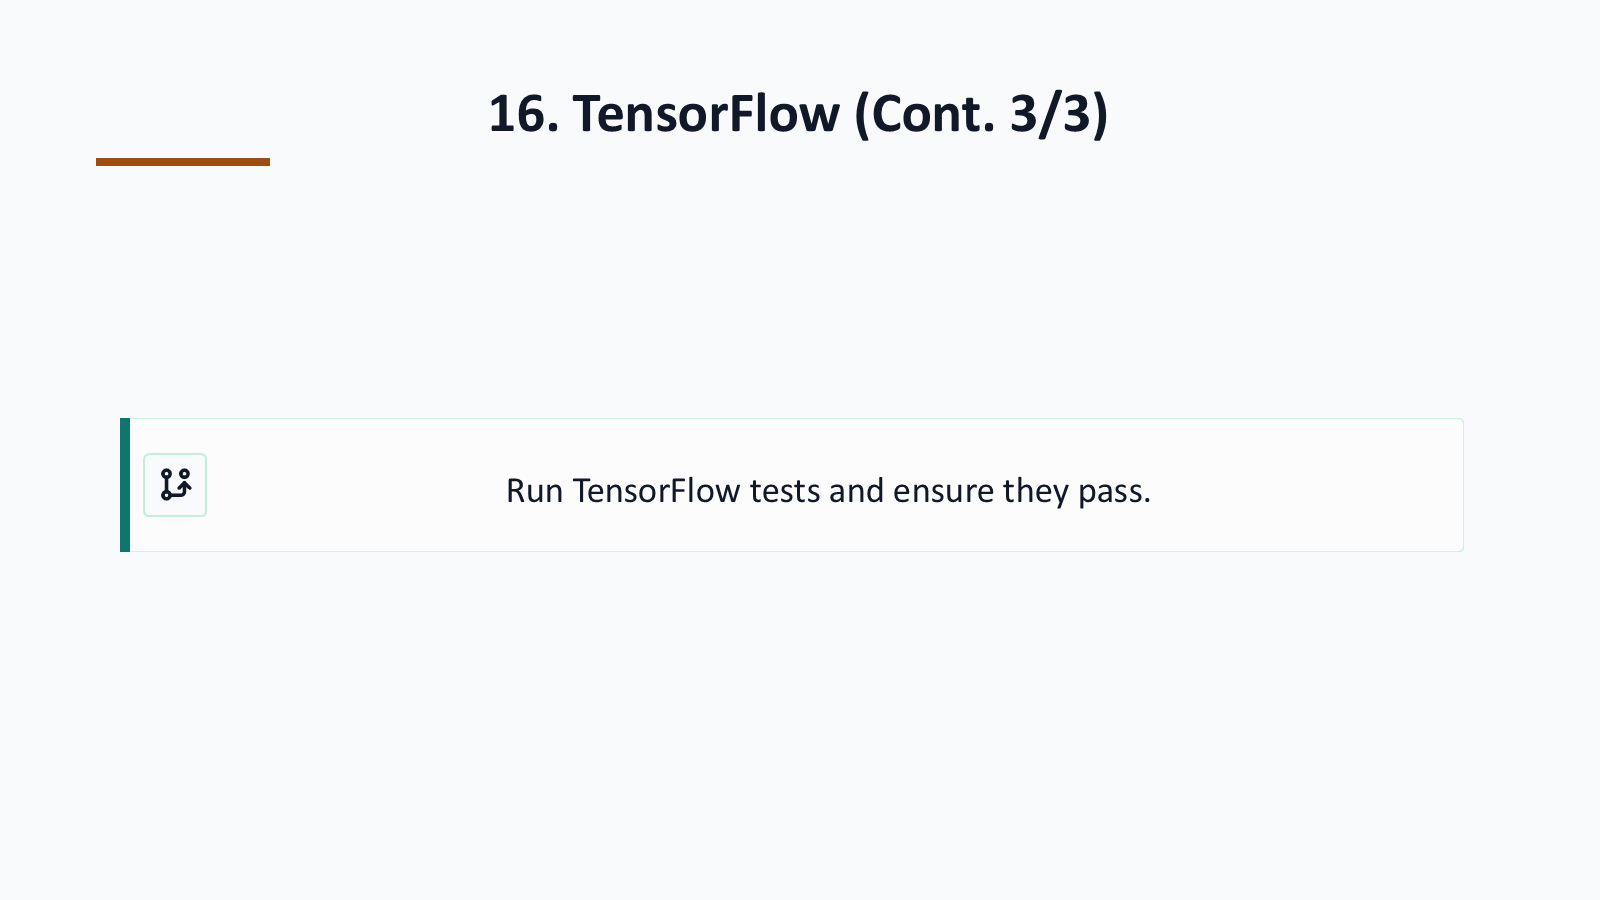 16. TensorFlow (Cont. 3/3)
Run TensorFlow tests and ensure they pass.